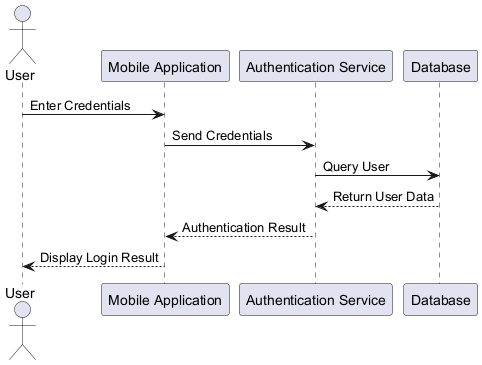 User
Mobile Application
Authentication Service
Database
Enter Credentials
Send Credentials
Query User
Return User Data
Authentication Result
Display Login Result
User
Mobile Application
Authentication Service
Database